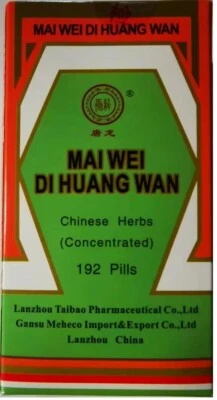 MAI WEI DI HUANG WAN
®
MAI WEI
DI HUANG WAN
Chinese Herbs
(Concentrated)
192 Pills
Lanzhou Taibao Pharmaceutical Co.,Ltd
Gansu Meheco Import&Export Co.,Ltd
Lanzhou China